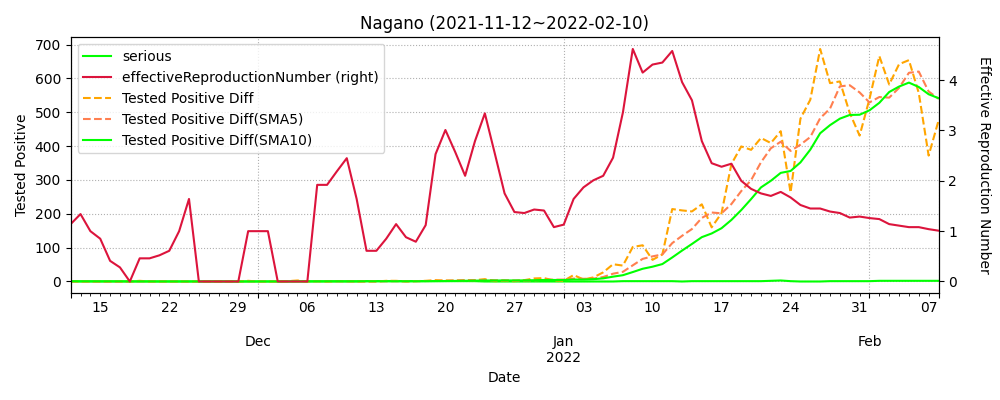 Nagano (2021-11-12~2022-02-10)
serious
effectiveReproductionNumber (right)
Tested Positive Diff
Tested Positive Diff(SMA5)
Tested Positive Diff(SMA10)
Tested Positive
700
600
500
400
300
200
100
0
4
3
2
1
0
Effective Reproduction Number
15 22 29 06 13 20 27 03 10 17 24 31 07
Dec Jan Feb
2022
Date